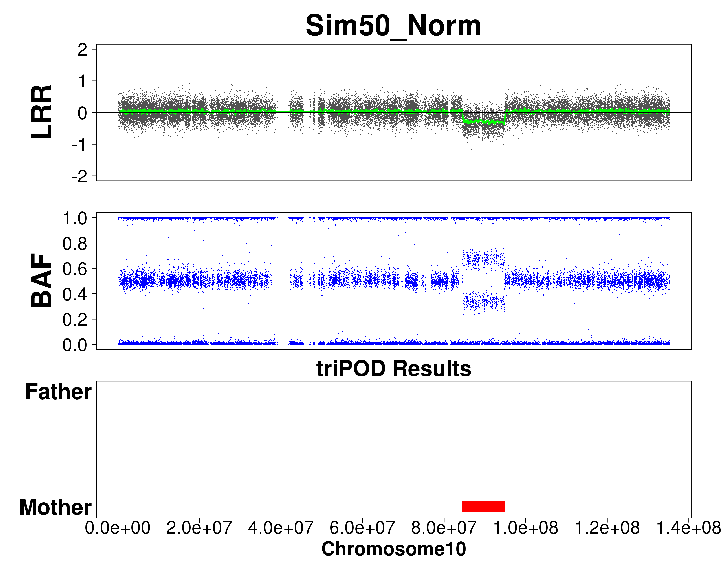 Sim50_Norm
LRR
2
1
0
-1
-2
BAF
1.0
0.8
0.6
0.4
0.2
0.0
triPOD Results
Father
Mother
0.0e+00 2.0e+07 4.0e+07 6.0e+07 8.0e+07 1.0e+08 1.2e+08 1.4e+08
Chromosome10